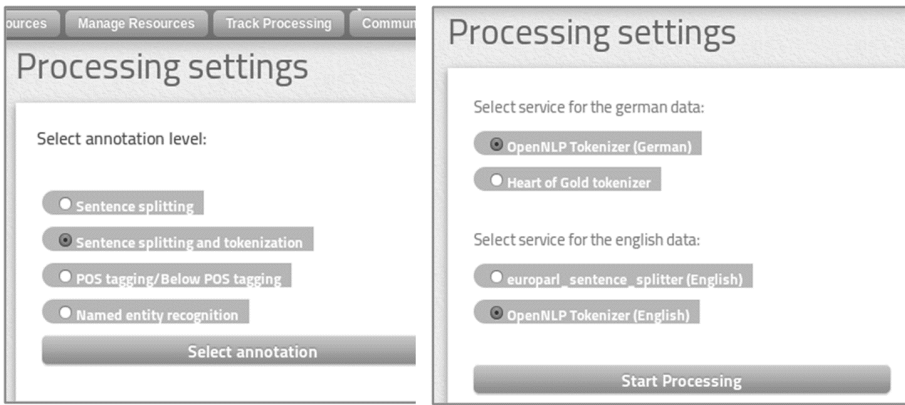 ources Manage Resources Track Processing Commun
Processing settings
Select annotation level:
Sentence splitting
Sentence splitting and tokenization
POS tagging/Below POS tagging
Named entity recognition
Select annotation
Processing settings
Select service for the german data:
OpenNLP Tokenizer (German)
Heart of Gold tokenizer
Select service for the english data:
europarl_sentence_splitter (English)
OpenNLP Tokenizer (English)
Start Processing